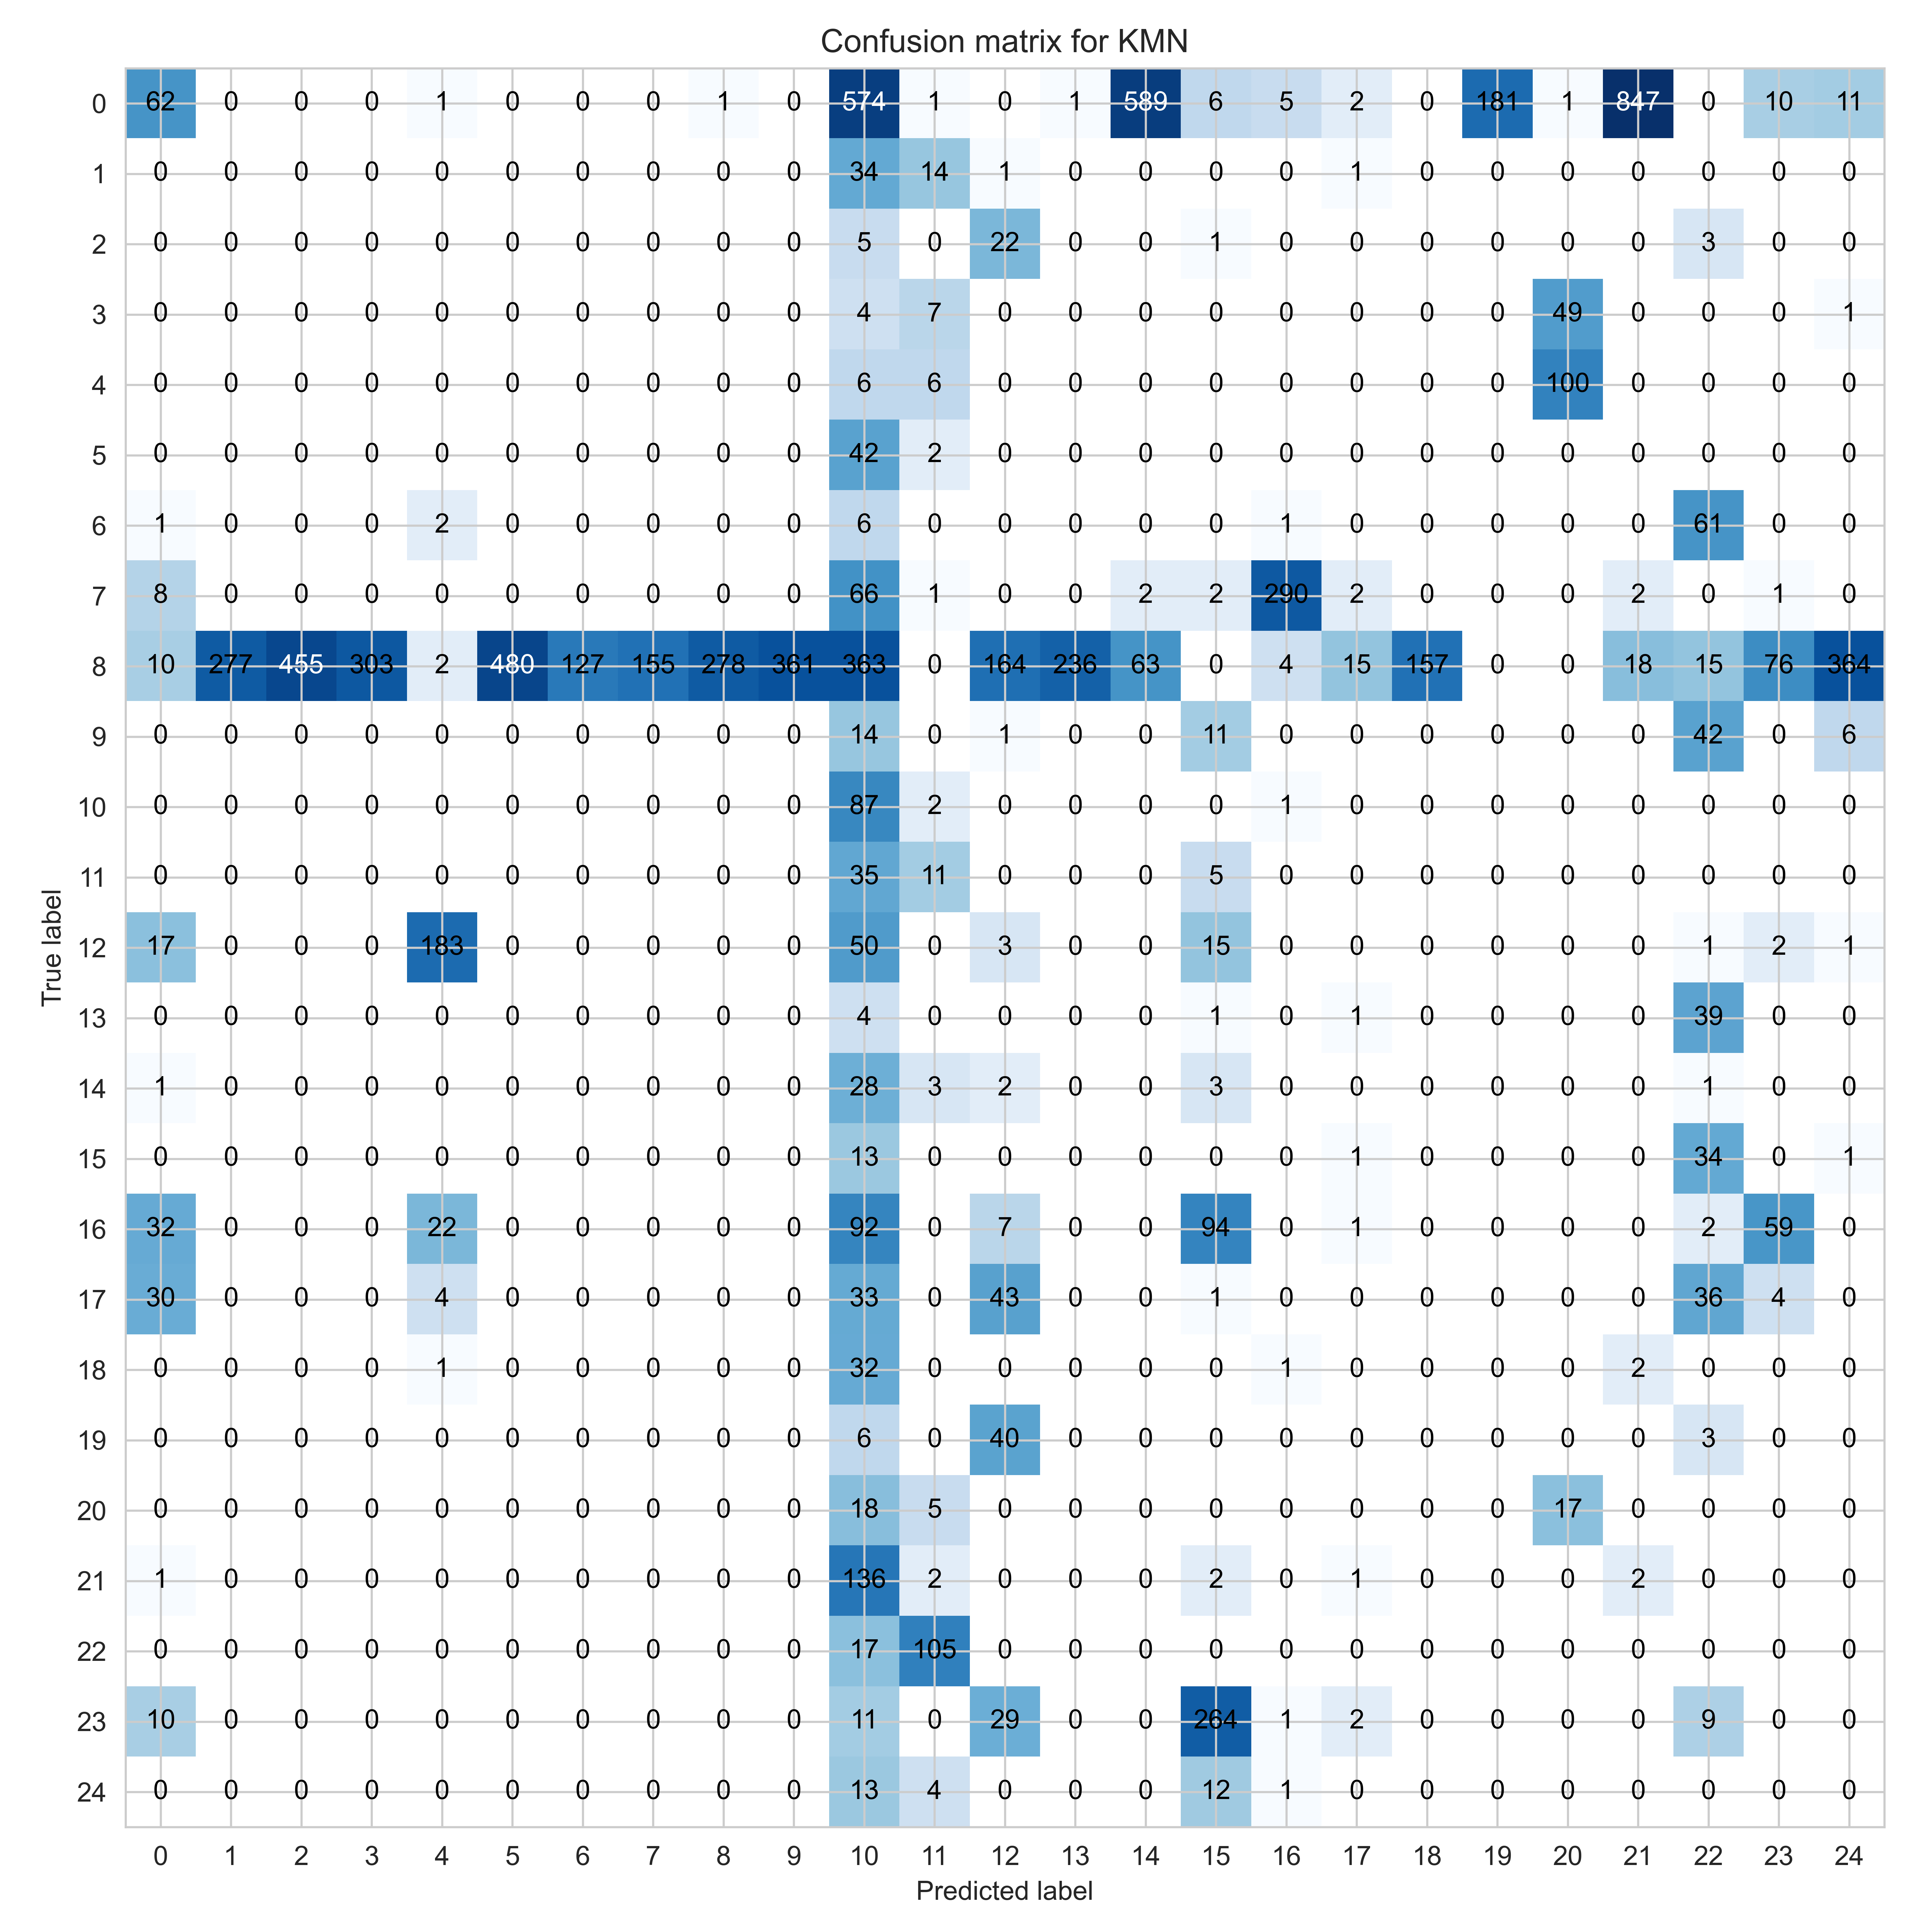 Confusion matrix for KMN
0 62 0 0 0 1 0 0 0 1 0 574 1 0 1 589 6 5 2 0 181 1 847 0 10 11
1 0 0 0 0 0 0 0 0 0 0 34 14 1 0 0 0 0 1 0 0 0 0 0 0 0
2 0 0 0 0 0 0 0 0 0 0 5 0 22 0 0 1 0 0 0 0 0 0 3 0 0
3 0 0 0 0 0 0 0 0 0 0 4 7 0 0 0 0 0 0 0 0 49 0 0 0 1
4 0 0 0 0 0 0 0 0 0 0 6 6 0 0 0 0 0 0 0 0 100 0 0 0 0
5 0 0 0 0 0 0 0 0 0 0 42 2 0 0 0 0 0 0 0 0 0 0 0 0 0
6 1 0 0 0 2 0 0 0 0 0 6 0 0 0 0 0 1 0 0 0 0 0 61 0 0
7 8 0 0 0 0 0 0 0 0 0 66 1 0 0 2 2 290 2 0 0 0 2 0 1 0
8 10 277 455 303 2 480 127 155 278 361 363 0 164 236 63 0 4 15 157 0 0 18 15 76 364
9 0 0 0 0 0 0 0 0 0 0 14 0 1 0 0 11 0 0 0 0 0 0 42 0 6
10 0 0 0 0 0 0 0 0 0 0 87 2 0 0 0 0 1 0 0 0 0 0 0 0 0
11 0 0 0 0 0 0 0 0 0 0 35 11 0 0 0 5 0 0 0 0 0 0 0 0 0
12 17 0 0 0 183 0 0 0 0 0 50 0 3 0 0 15 0 0 0 0 0 0 1 2 1
True label
13 0 0 0 0 0 0 0 0 0 0 4 0 0 0 0 1 0 1 0 0 0 0 39 0 0
14 1 0 0 0 0 0 0 0 0 0 28 3 2 0 0 3 0 0 0 0 0 0 1 0 0
15 0 0 0 0 0 0 0 0 0 0 13 0 0 0 0 0 0 1 0 0 0 0 34 0 1
16 32 0 0 0 22 0 0 0 0 0 92 0 7 0 0 94 0 1 0 0 0 0 2 59 0
17 30 0 0 0 4 0 0 0 0 0 33 0 43 0 0 1 0 0 0 0 0 0 36 4 0
18 0 0 0 0 1 0 0 0 0 0 32 0 0 0 0 0 1 0 0 0 0 2 0 0 0
19 0 0 0 0 0 0 0 0 0 0 6 0 40 0 0 0 0 0 0 0 0 0 3 0 0
20 0 0 0 0 0 0 0 0 0 0 18 5 0 0 0 0 0 0 0 0 17 0 0 0 0
21 1 0 0 0 0 0 0 0 0 0 136 2 0 0 0 2 0 1 0 0 0 2 0 0 0
22 0 0 0 0 0 0 0 0 0 0 17 105 0 0 0 0 0 0 0 0 0 0 0 0 0
23 10 0 0 0 0 0 0 0 0 0 11 0 29 0 0 264 1 2 0 0 0 0 9 0 0
24 0 0 0 0 0 0 0 0 0 0 13 4 0 0 0 12 1 0 0 0 0 0 0 0 0
0 1 2 3 4 5 6 7 8 9 10 11 12 13 14 15 16 17 18 19 20 21 22 23 24
Predicted label